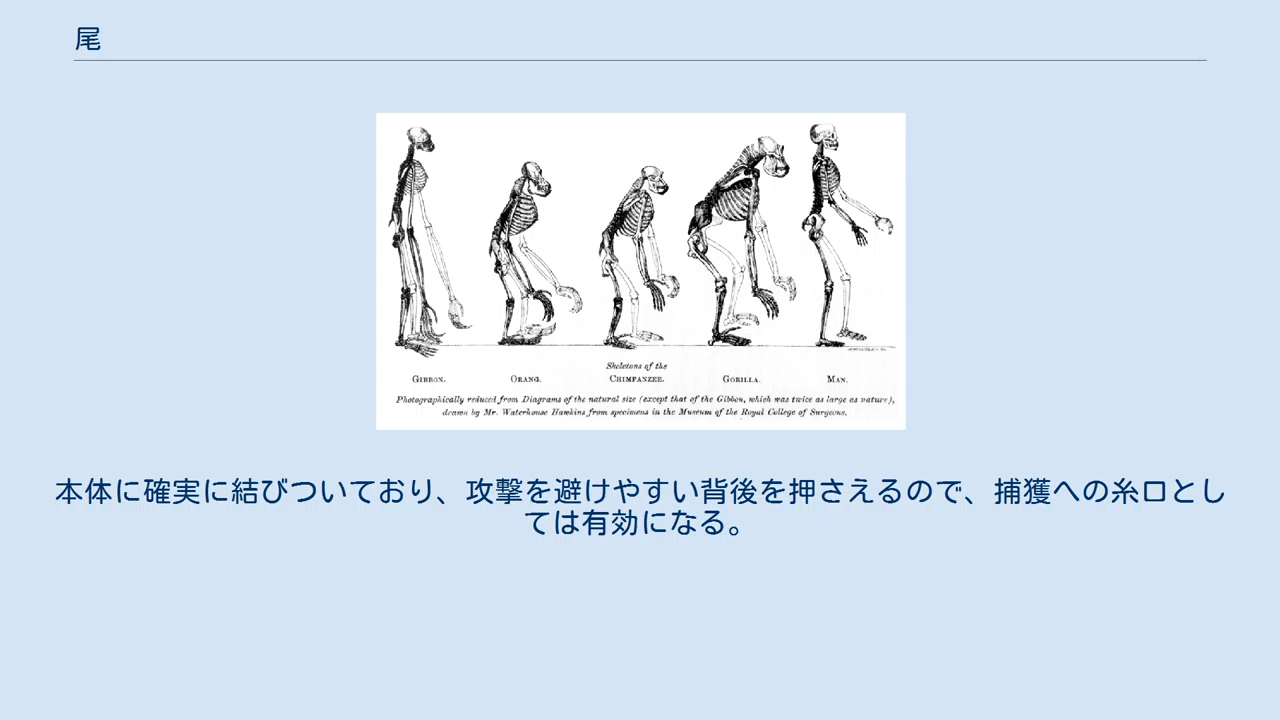 尾
Skeletons of the
GIBBON. ORANG. CHIMPANZEE. GORILLA. MAN.
Photographically reduced from Diagrams of the natural size (except that of the Gibbon, which was twice as large as nature),
drawn by Mr. Waterhouse Hawkins from specimens in the Museum of the Royal College of Surgeons.
本体に確実に結びついており、攻撃を避けやすい背後を押さえるので、捕獲への糸口とし
ては有効になる。